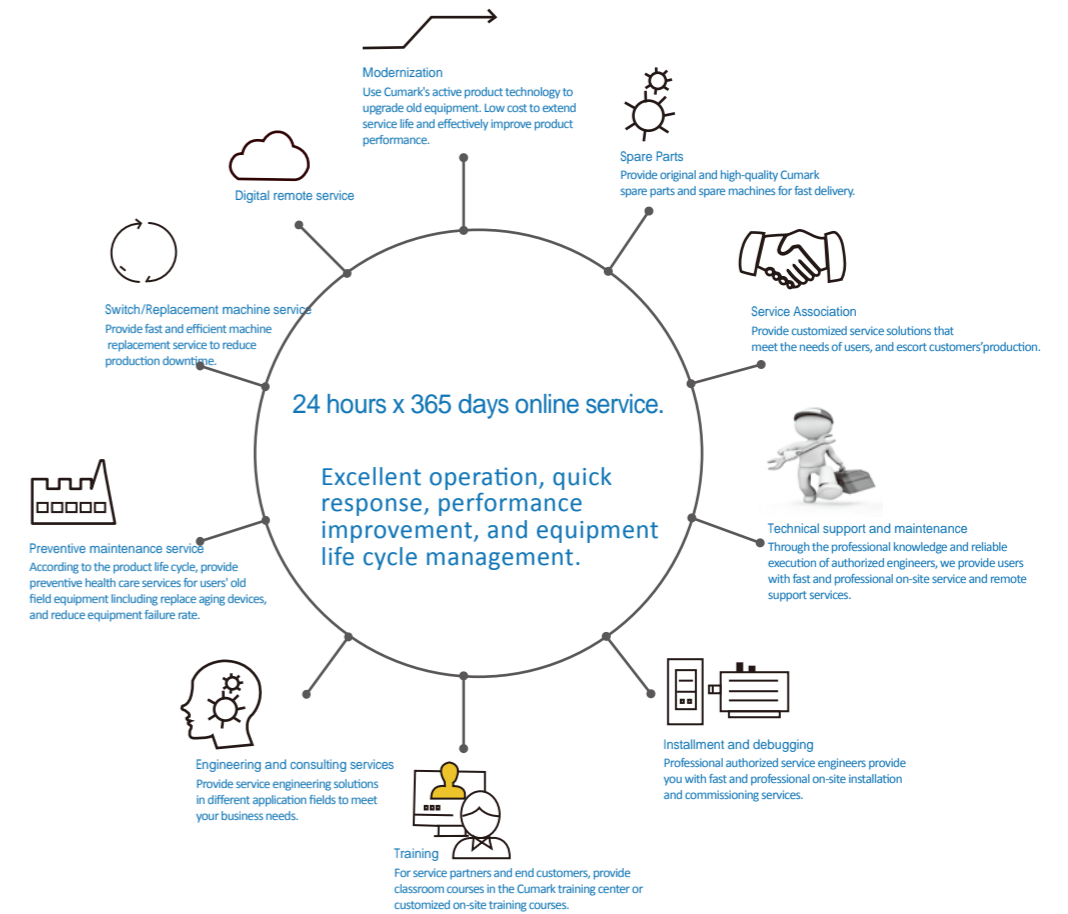 Modernization
Use Cumark's active product technology to
upgrade old equipment. Low cost to extend
service life and effectively improve product
performance.
Spare Parts
Provide original and high-quality Cumark
spare parts and spare machines for fast delivery.
Digital remote service
Service Association
Provide customized service solutions that
meet the needs of users, and escort customers'production.
Switch/Replacement machine service
Provide fast and efficient machine
replacement service to reduce
production downtime.
24 hours x 365 days online service.
Excellent operation, quick
response, performance
improvement, and equipment
life cycle management.
Technical support and maintenance
Through the professional knowledge and reliable
execution of authorized engineers, we provide users
with fast and professional on-site service and remote
support services.
Preventive maintenance service
According to the product life cycle, provide
preventive health care services for users' old
field equipment lincluding replace aging devices,
and reduce equipment failure rate.
Installment and debugging
Professional authorized service engineers provide
you with fast and professional on-site installation
and commissioning services.
Engineering and consulting services
Provide service engineering solutions
in different application fields to meet
your business needs.
Training
For service partners and end customers, provide
classroom courses in the Cumark training center or
customized on-site training courses.